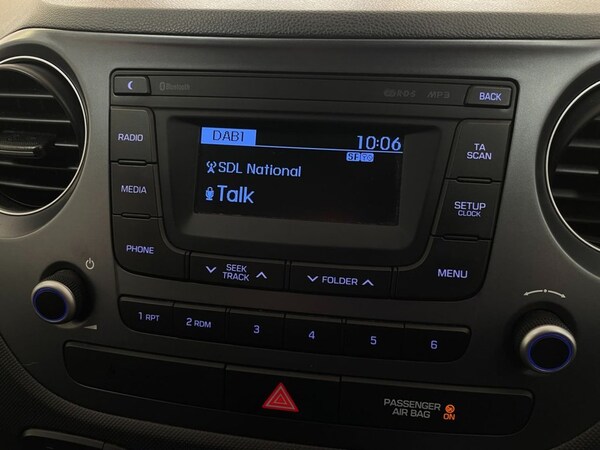 Bluetooth
R·D·S
MP3
BACK
RADIO
DAB1
10:06
TA
SCAN
SDL National
MEDIA
Talk
SETUP
CLOCK
PHONE
SEEK
TRACK
FOLDER
MENU
1 RPT
2 RDM
3
4
5
6
PASSENGER
AIR BAG
ON